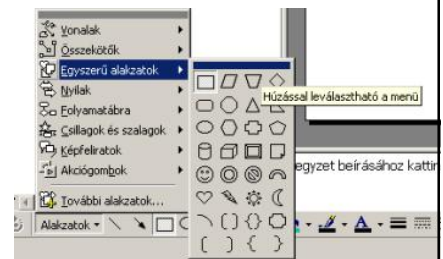 Vonalak
Összekötők
Egyszerű alakzatok
Nyilak
Húzással leválasztható a menü
Folyamatábra
Csillagok és szalagok
Képfeliratok
egyzet beírásához kattin
Akciógombok
További alakzatok...
Alakzatok